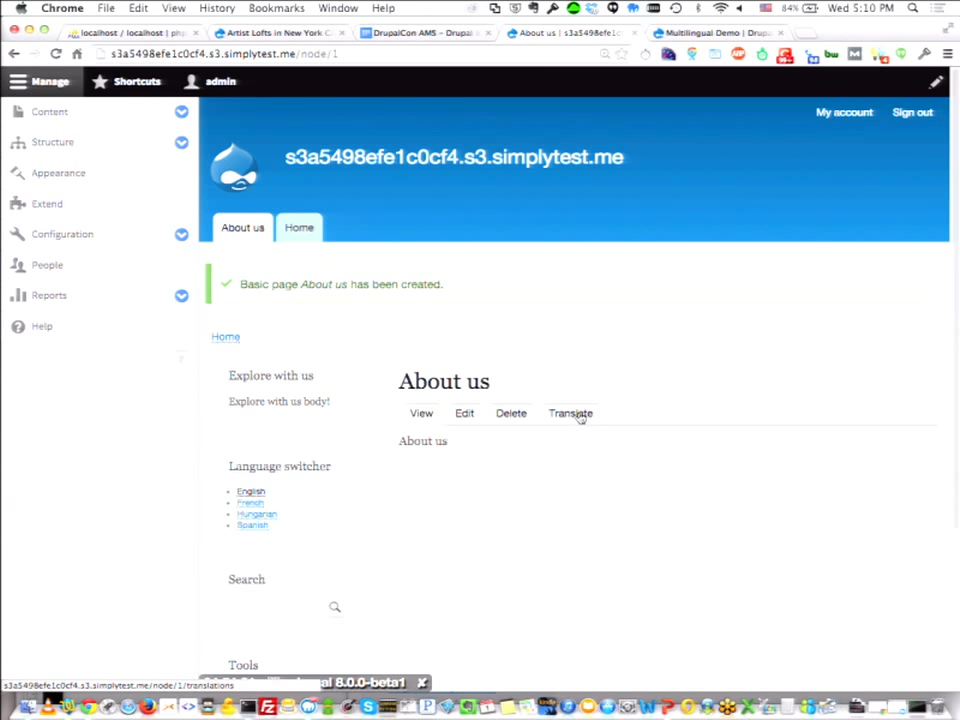 Chrome File Edit View History Bookmarks Window Help 84% Wed 5:10 PM
localhost / localhost | php Artist Lofts in New York C DrupalCon AMS – Drupal About us | s3a5498efe1c Multilingual Demo | Drupa
s3a5498efe1c0cf4.s3.simplytest.me/node/1
Manage Shortcuts admin
Content
Structure
Appearance
Extend
Configuration
People
Reports
Help
My account Sign out
s3a5498efe1c0cf4.s3.simplytest.me
About us Home
Basic page About us has been created.
Home
Explore with us
Explore with us body!
About us
View Edit Delete Translate
About us
Language switcher
English
French
Hungarian
Spanish
Search
Tools
s3a5498efe1c0cf4.s3.simplytest.me/node/1/translations
8.0.0-beta1